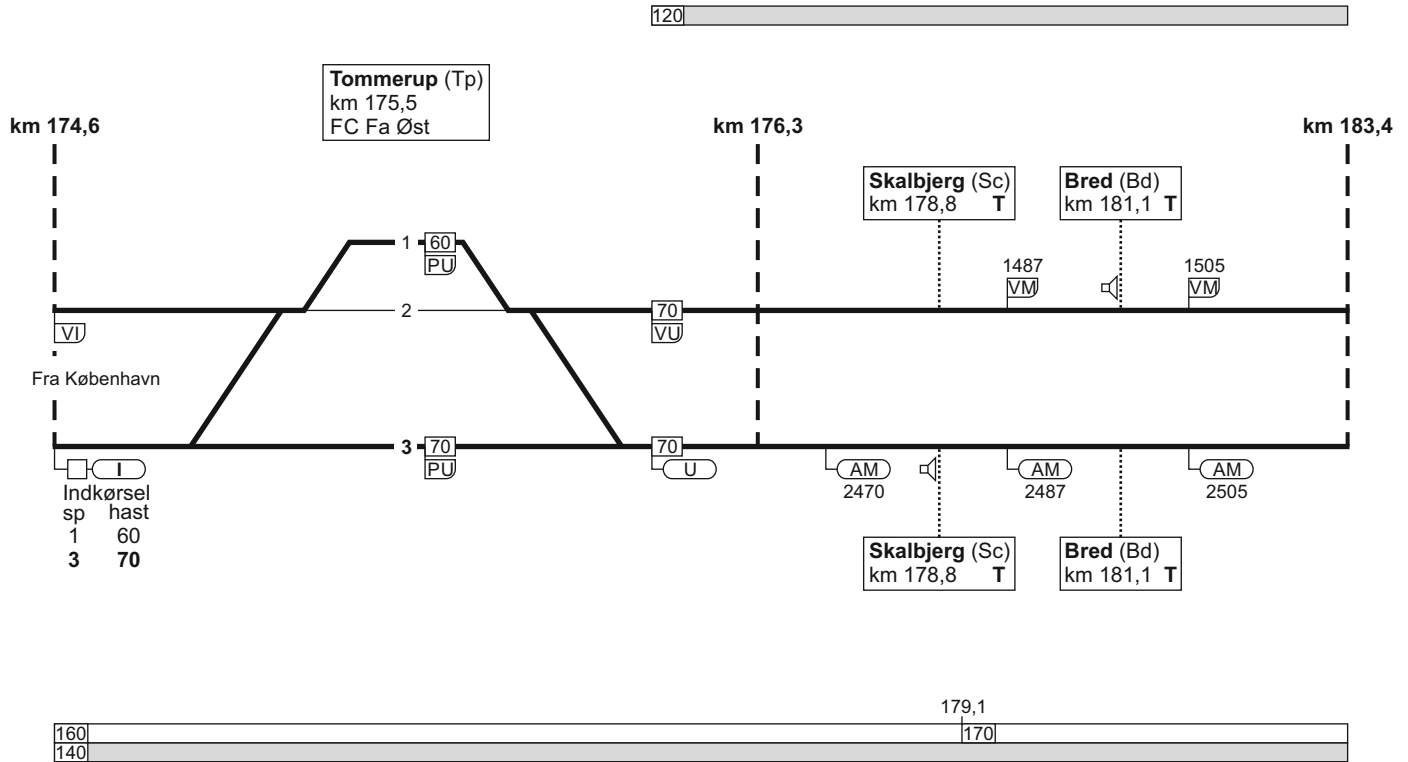 120
Tommerup (Tp)
km 175,5
FC Fa Øst
km 174,6
km 176,3
km 183,4
Skalbjerg (Sc)
km 178,8 T
Bred (Bd)
km 181,1 T
1 60
PU
1487
VM
1505
VM
2
70
VI
VU
Fra København
3 70
PU
70
I
U
AM
2470
AM
2487
AM
2505
Indkørsel
sp hast
1 60
3 70
Skalbjerg (Sc)
km 178,8 T
Bred (Bd)
km 181,1 T
179,1
160
170
140